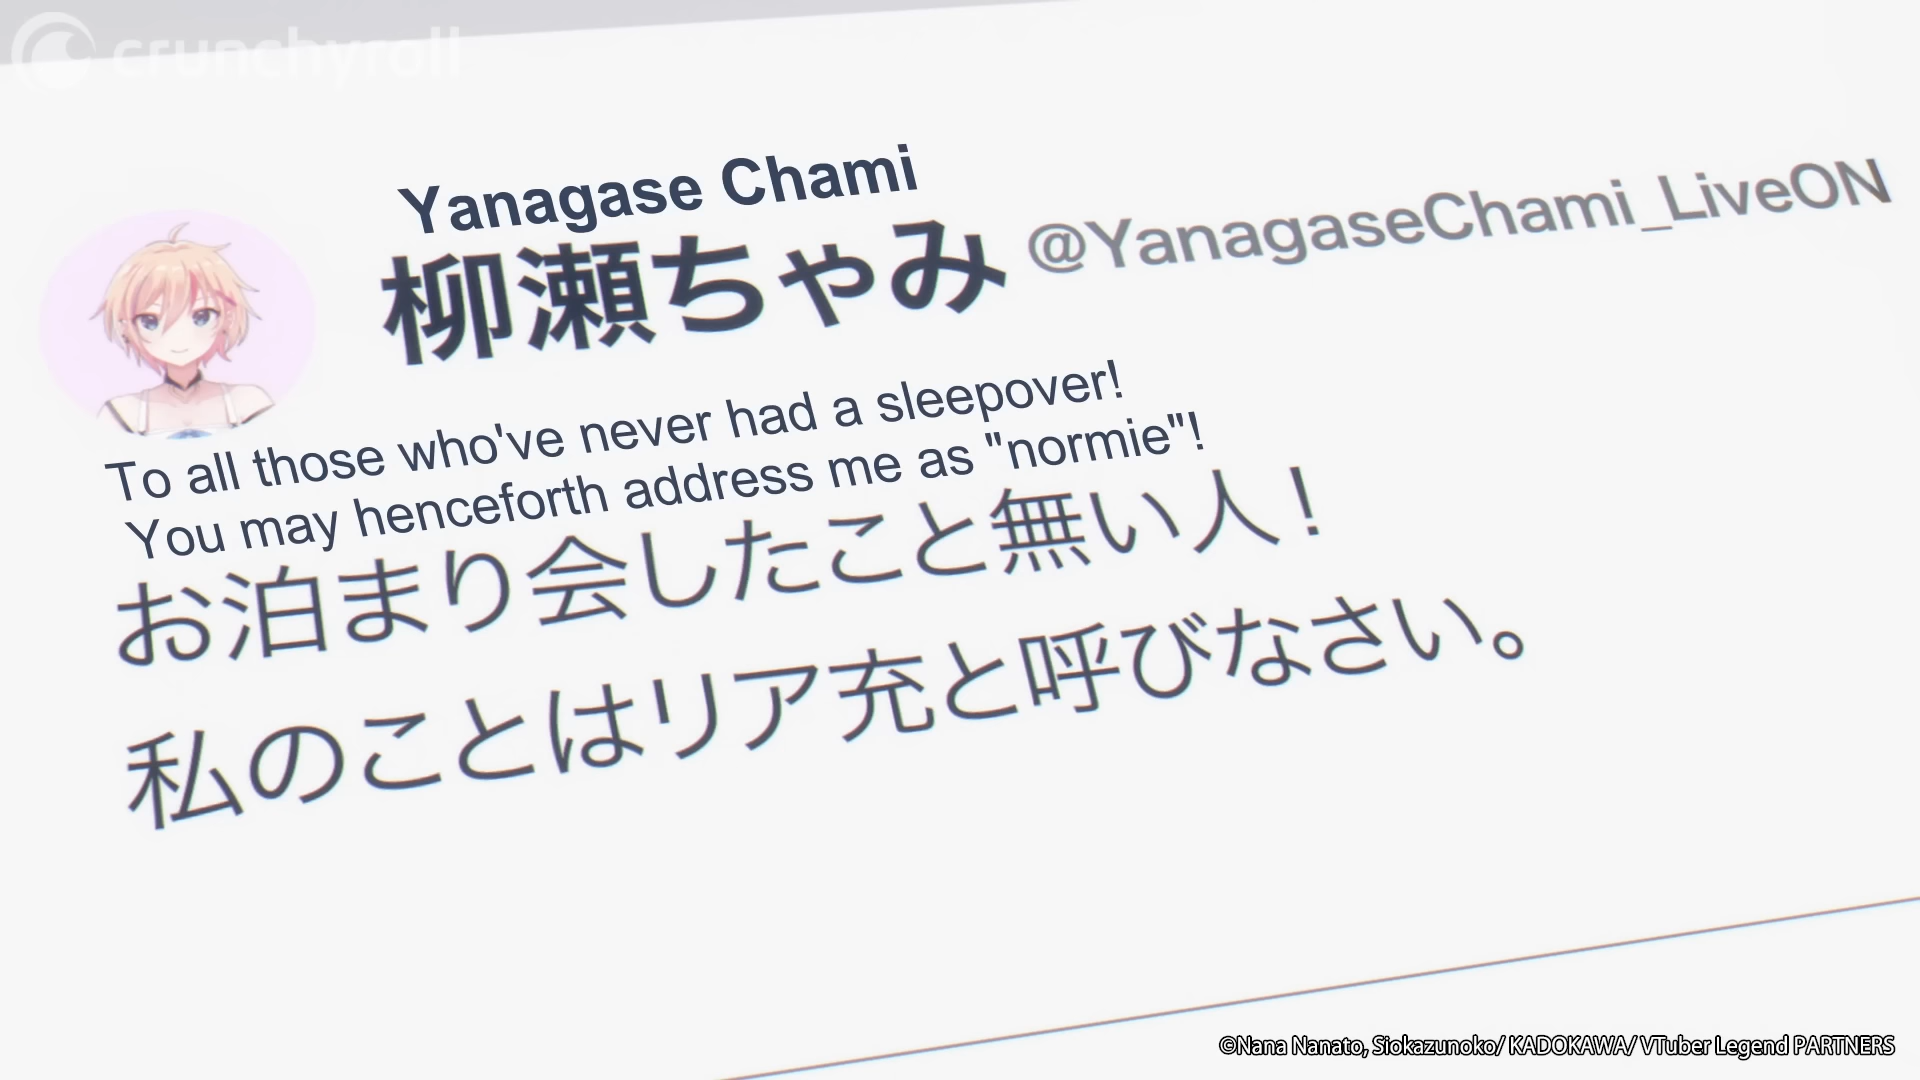 crunchyroll
Yanagase Chami
柳瀬ちゃみ @YanagaseChami_LiveON
To all those who've never had a sleepover!
You may henceforth address me as "normie"!
お泊まり会したこと無い人！
私のことはリア充と呼びなさい。
©Nana Nanato, Siokazunoko/ KADOKAWA/ VTuber Legend PARTNERS